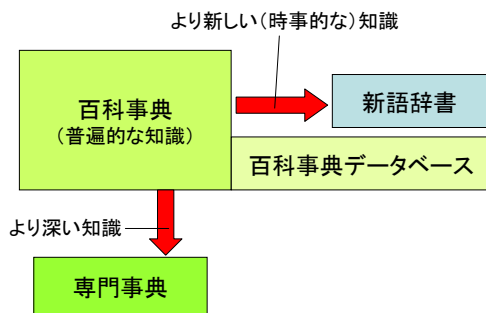 より新しい（時事的な）知識
百科事典
（普遍的な知識）
新語辞書
百科事典データベース
より深い知識
専門事典